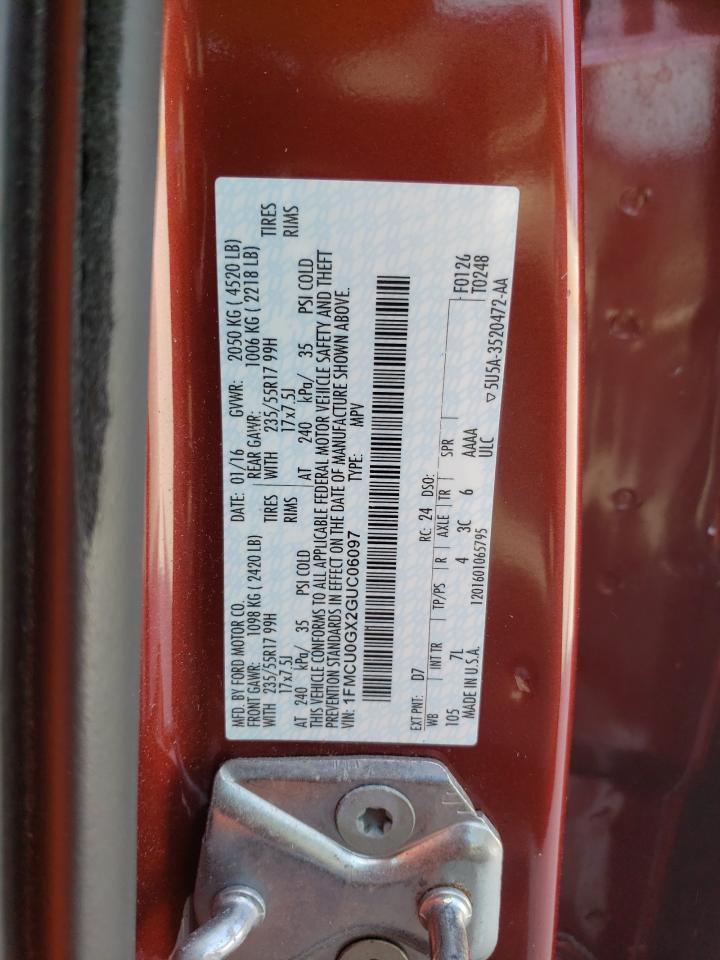 MFD. BY FORD MOTOR CO. DATE: 01/16 GVWR: 2050 KG ( 4520 LB)
FRONT GAWR: 1098 KG ( 2420 LB) REAR GAWR: 1006 KG ( 2218 LB)
WITH 235/55R17 99H TIRES WITH 235/55R17 99H TIRES
17x7.5J RIMS 17x7.5J RIMS
AT 240 kPa/ 35 PSI COLD AT 240 kPa/ 35 PSI COLD
THIS VEHICLE CONFORMS TO ALL APPLICABLE FEDERAL MOTOR VEHICLE SAFETY AND THEFT
PREVENTION STANDARDS IN EFFECT ON THE DATE OF MANUFACTURE SHOWN ABOVE.
VIN: 1FMCU0GX2GUC06097 TYPE: MPV
EXT PNT: D7 RC: 24 DSO: F0126
WB INT TR TP/PS R AXLE TR SPR T0248
105 7L 4 3C 6 AAAA
MADE IN U.S.A. 1201601065795 ULC ▽5U5A-3520472-AA